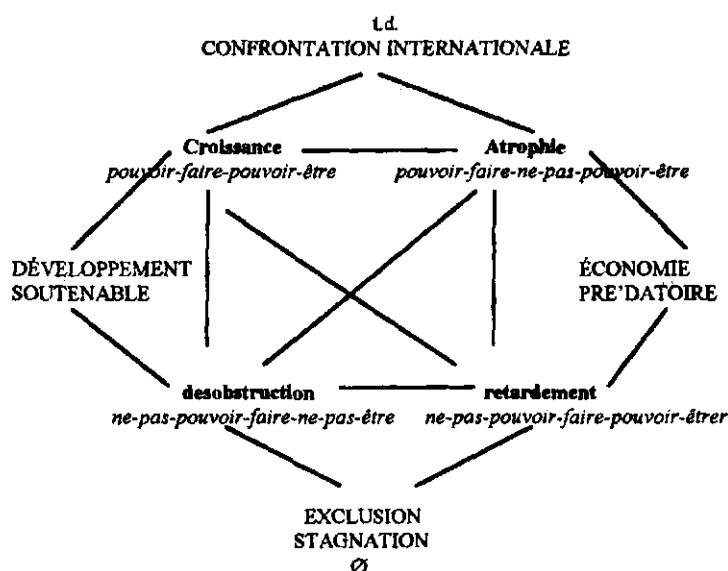 t.d.
CONFRONTATION INTERNATIONALE
Croissance Atrophie
pouvoir-faire-pouvoir-être pouvoir-faire-ne-pas-pouvoir-être
DÉVELOPPEMENT ÉCONOMIE
SOUTENABLE PRE'DATOIRE
desobstruction retardement
ne-pas-pouvoir-faire-ne-pas-être ne-pas-pouvoir-faire-pouvoir-êtrer
EXCLUSION
STAGNATION
Ø